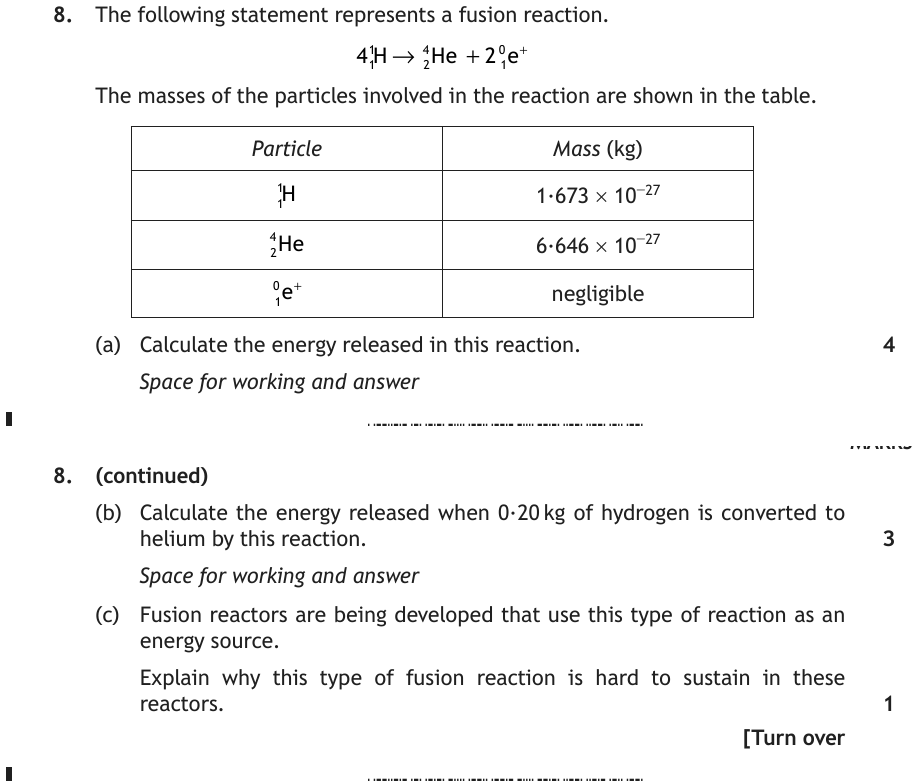 8. The following statement represents a fusion reaction.
4¹₁H → ⁴₂He + 2⁰₁e⁺
The masses of the particles involved in the reaction are shown in the table.
Particle Mass (kg)
¹₁H 1·673 × 10⁻²⁷
⁴₂He 6·646 × 10⁻²⁷
⁰₁e⁺ negligible
(a) Calculate the energy released in this reaction. 4
Space for working and answer
8. (continued)
(b) Calculate the energy released when 0·20 kg of hydrogen is converted to
helium by this reaction. 3
Space for working and answer
(c) Fusion reactors are being developed that use this type of reaction as an
energy source.
Explain why this type of fusion reaction is hard to sustain in these
reactors. 1
[Turn over